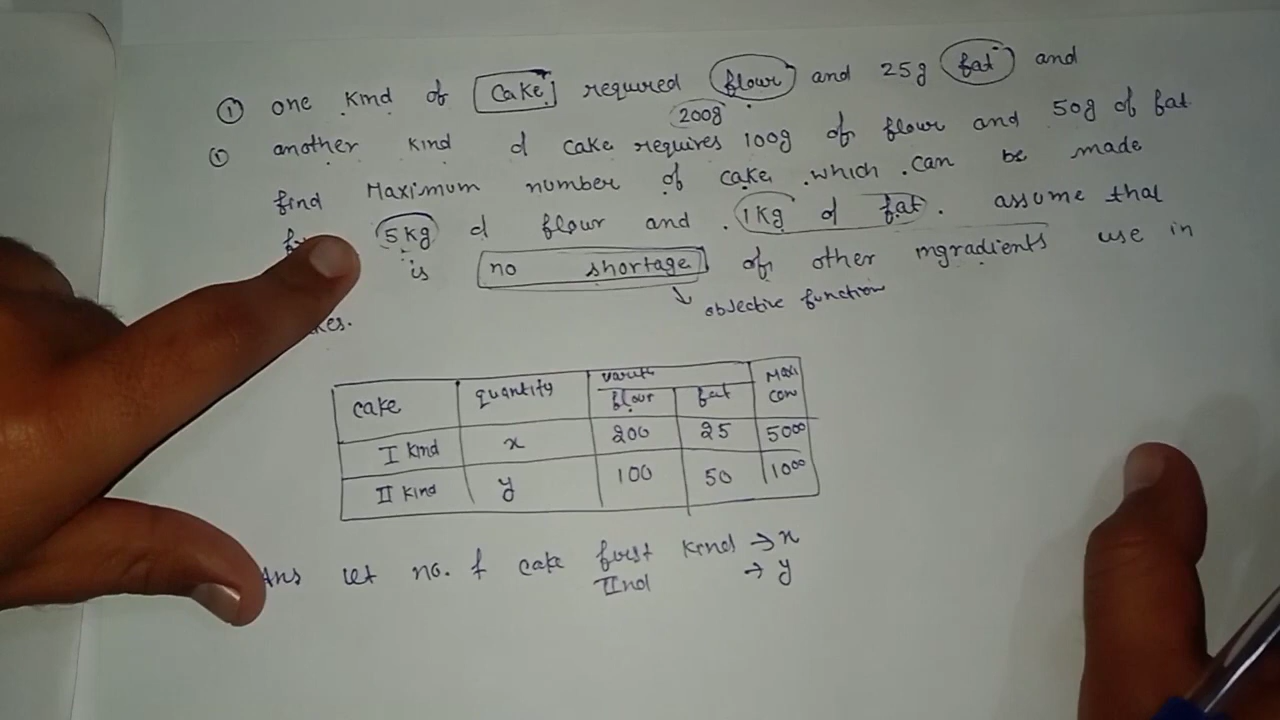 ① one kind of cake required flour and 25g fat and
200g
① another kind of cake requires 100g of flour and 50g of fat
find Maximum number of cake which can be made
5kg of flour and 1Kg of fat. assume that
is no shortage of other ingradients use in
objective function
cake quantity flour fat Maxi con
I kind x 200 25 5000
II kind y 100 50 1000
Ans let no. of cake first kind → x
IInd → y